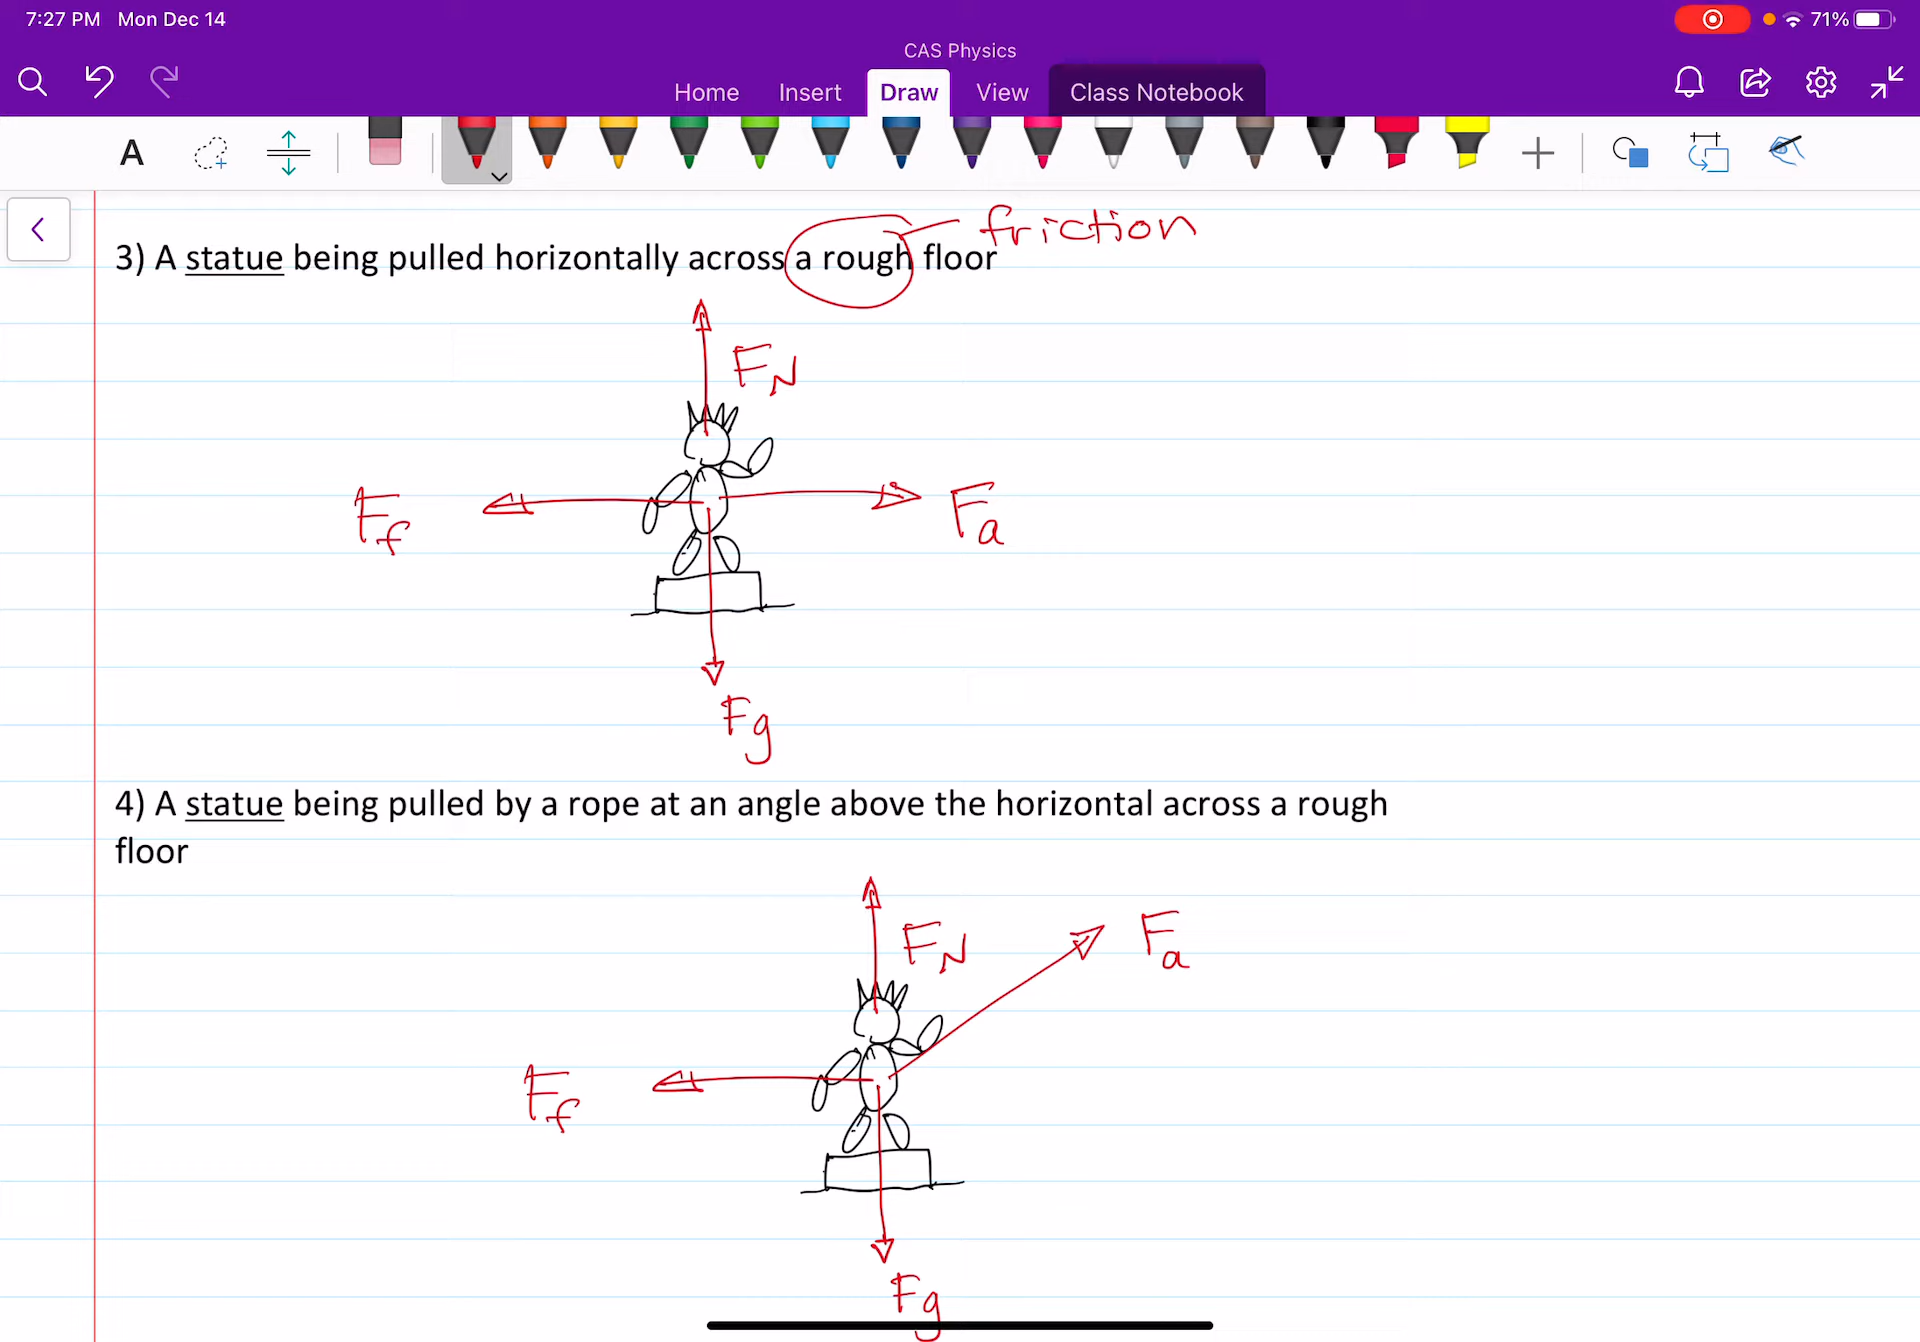 7:27 PM Mon Dec 14
71%
CAS Physics
Home Insert Draw View Class Notebook
A
friction
3) A statue being pulled horizontally across a rough floor
FN
Ff
Fa
Fg
4) A statue being pulled by a rope at an angle above the horizontal across a rough
floor
FN
Fa
Ff
Fg